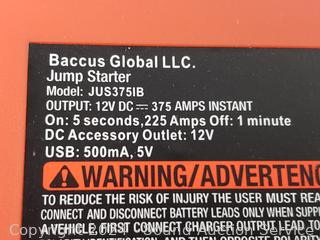 Baccus Global LLC.
Jump Starter
Model: JUS375IB
OUTPUT: 12V DC⎓ 375 AMPS INSTANT
On: 5 seconds,225 Amps Off: 1 minute
DC Accessory Outlet: 12V
USB: 500mA, 5V
WARNING/ADVERTENC
TO REDUCE THE RISK OF INJURY THE USER MUST REA
CONNECT AND DISCONNECT BATTERY LEADS ONLY WHEN
A VEHICLE, FIRST CONNECT CHARGER OUTPUT LEAD TO